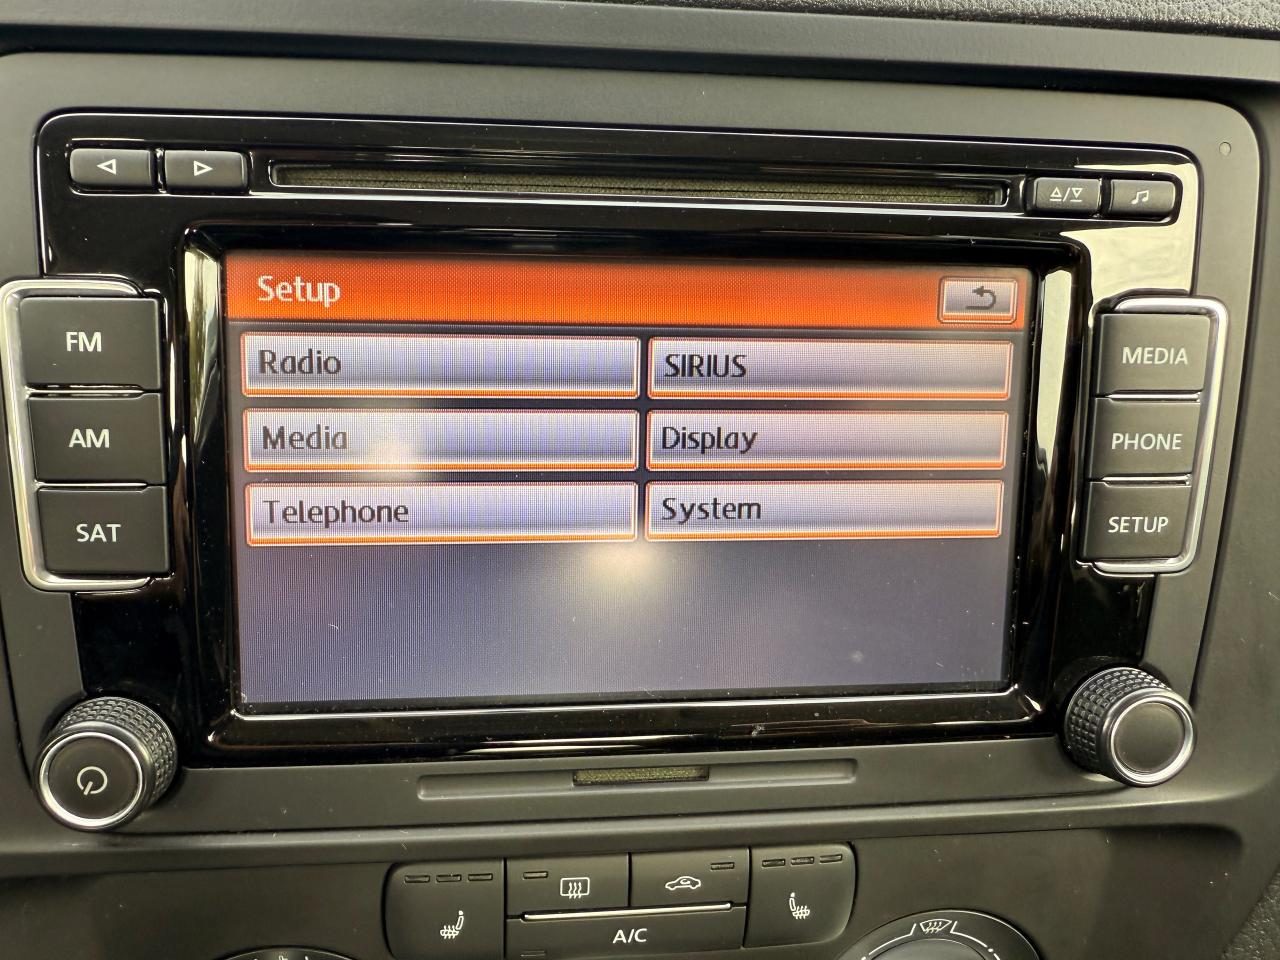 Setup
Radio
SIRIUS
Media
Display
Telephone
System
FM
AM
SAT
MEDIA
PHONE
SETUP
A/C